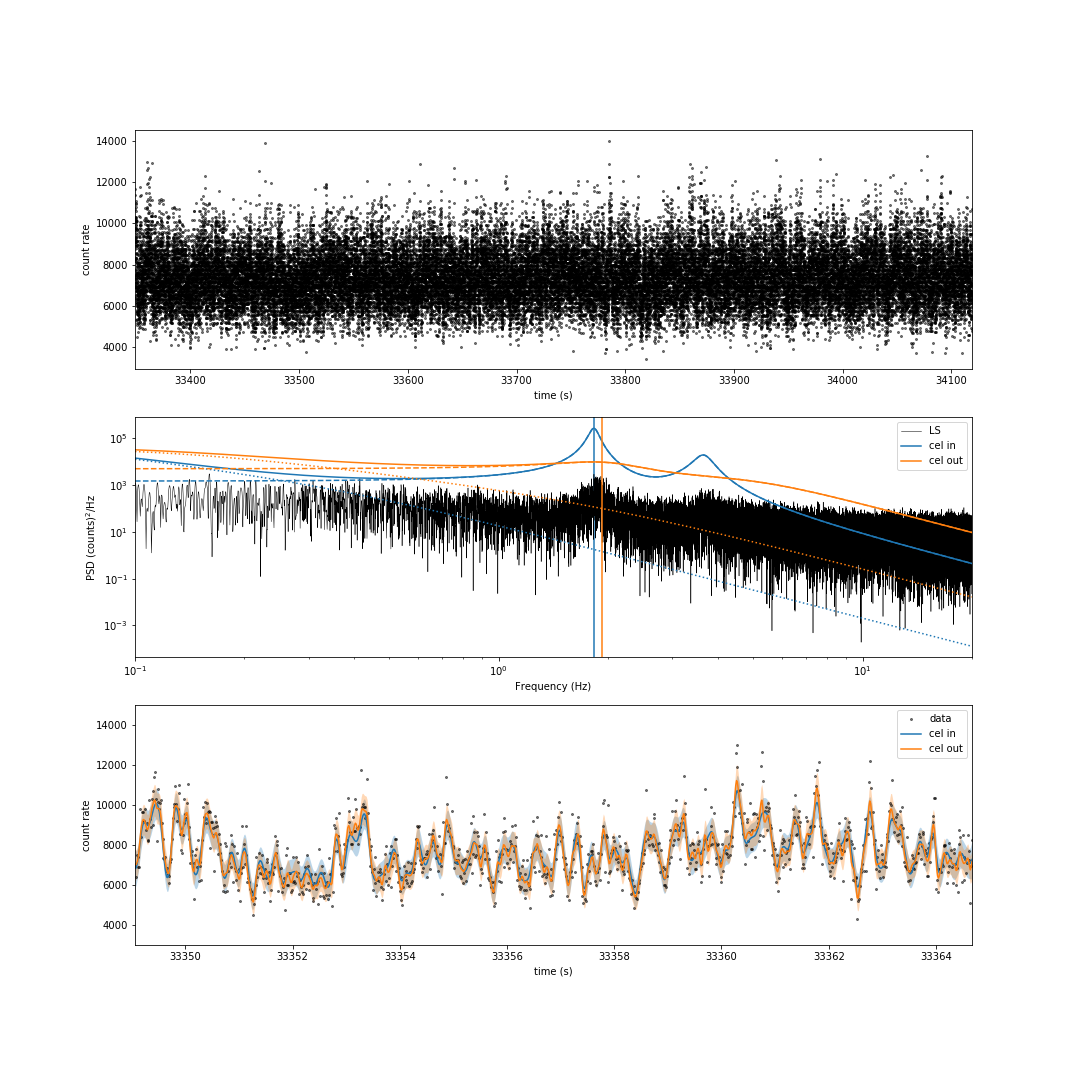 14000
12000
10000
8000
6000
4000
count rate
33400 33500 33600 33700 33800 33900 34000 34100
time (s)
10^5
10^3
10^1
10^−1
10^−3
PSD (counts)^2/Hz
LS
cel in
cel out
10^−1 10^0 10^1
Frequency (Hz)
14000
12000
10000
8000
6000
4000
count rate
data
cel in
cel out
33350 33352 33354 33356 33358 33360 33362 33364
time (s)